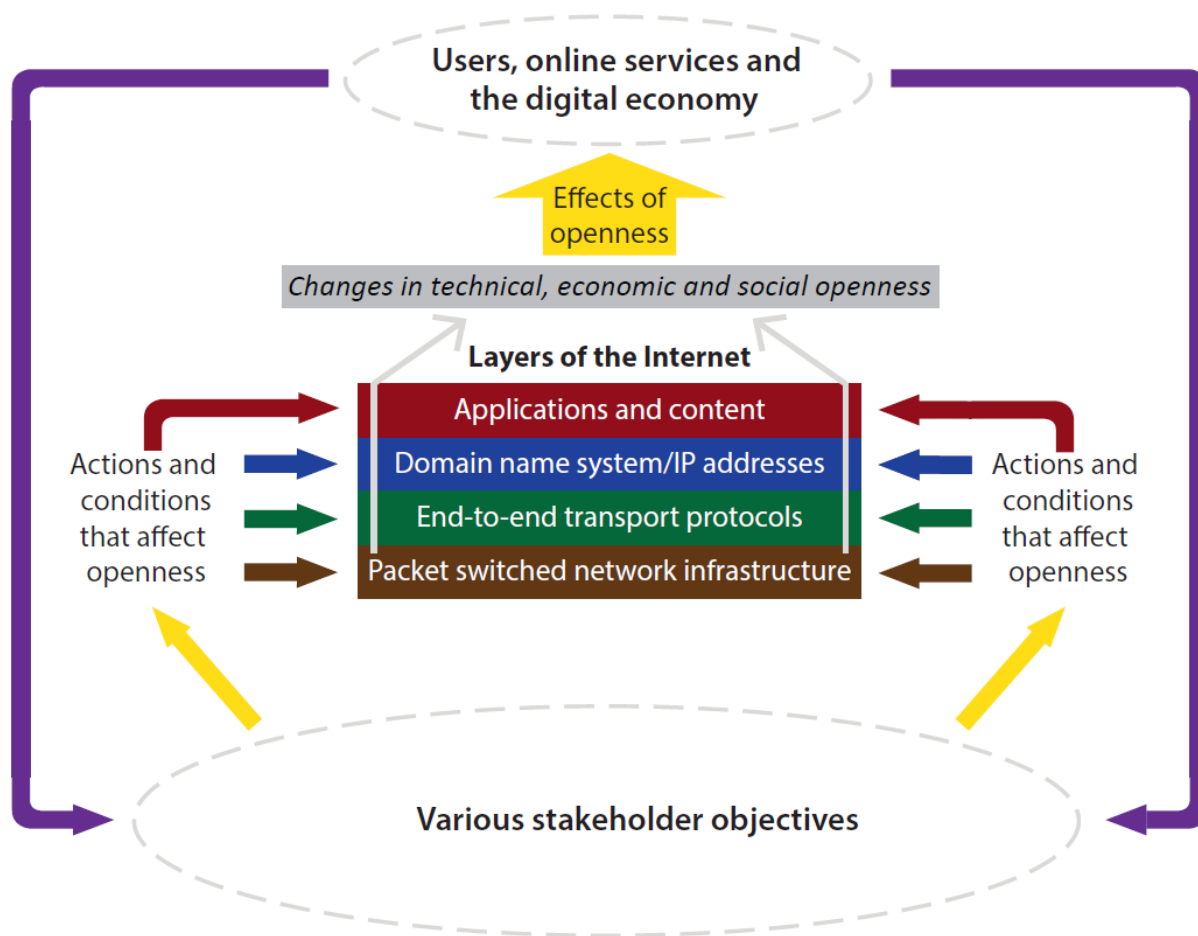 Users, online services and
the digital economy
Effects of
openness
Changes in technical, economic and social openness
Layers of the Internet
Applications and content
Domain name system/IP addresses
End-to-end transport protocols
Packet switched network infrastructure
Actions and
conditions
that affect
openness
Actions and
conditions
that affect
openness
Various stakeholder objectives